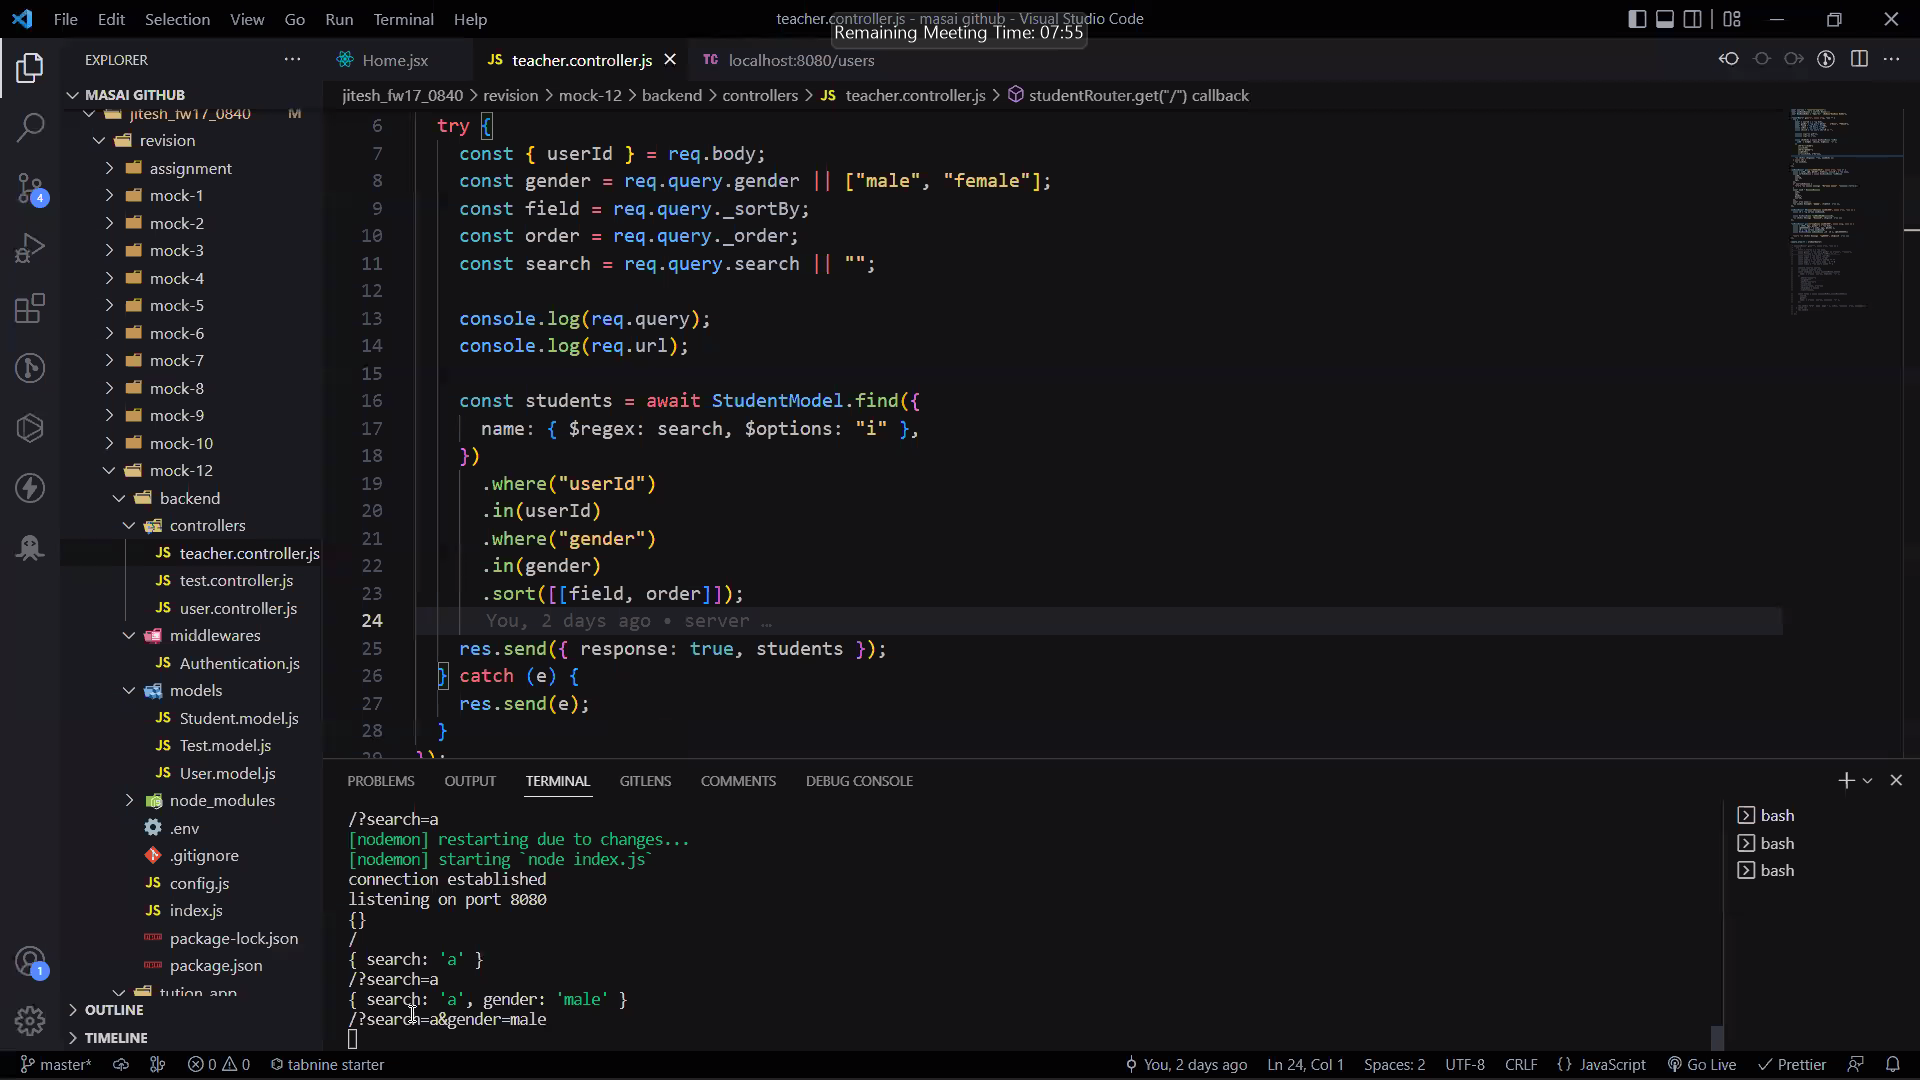 File Edit Selection View Go Run Terminal Help
teacher.controller.js - masai github - Visual Studio Code
Remaining Meeting Time: 07:55
EXPLORER
Home.jsx
JS teacher.controller.js
TC localhost:8080/users
MASAI GITHUB
jitesh_fw17_0840 > revision > mock-12 > backend > controllers > JS teacher.controller.js > studentRouter.get("/") callback
jitesh_fw17_0840 M
revision
assignment
mock-1
mock-2
mock-3
mock-4
mock-5
mock-6
mock-7
mock-8
mock-9
mock-10
mock-12
backend
controllers
JS teacher.controller.js
JS test.controller.js
JS user.controller.js
middlewares
JS Authentication.js
models
JS Student.model.js
JS Test.model.js
JS User.model.js
node_modules
.env
.gitignore
JS config.js
JS index.js
package-lock.json
package.json
tution_app
OUTLINE
TIMELINE
4
1
6 try {
7 const { userId } = req.body;
8 const gender = req.query.gender || ["male", "female"];
9 const field = req.query._sortBy;
10 const order = req.query._order;
11 const search = req.query.search || "";
12
13 console.log(req.query);
14 console.log(req.url);
15
16 const students = await StudentModel.find({
17 name: { $regex: search, $options: "i" },
18 })
19 .where("userId")
20 .in(userId)
21 .where("gender")
22 .in(gender)
23 .sort([[field, order]]);
24 You, 2 days ago • server …
25 res.send({ response: true, students });
26 } catch (e) {
27 res.send(e);
28 }
29 });
PROBLEMS OUTPUT TERMINAL GITLENS COMMENTS DEBUG CONSOLE
/?search=a
[nodemon] restarting due to changes...
[nodemon] starting `node index.js`
connection established
listening on port 8080
{}
/
{ search: 'a' }
/?search=a
{ search: 'a', gender: 'male' }
/?search=a&gender=male
bash
bash
bash
master* 0 0 tabnine starter
You, 2 days ago Ln 24, Col 1 Spaces: 2 UTF-8 CRLF {} JavaScript Go Live Prettier